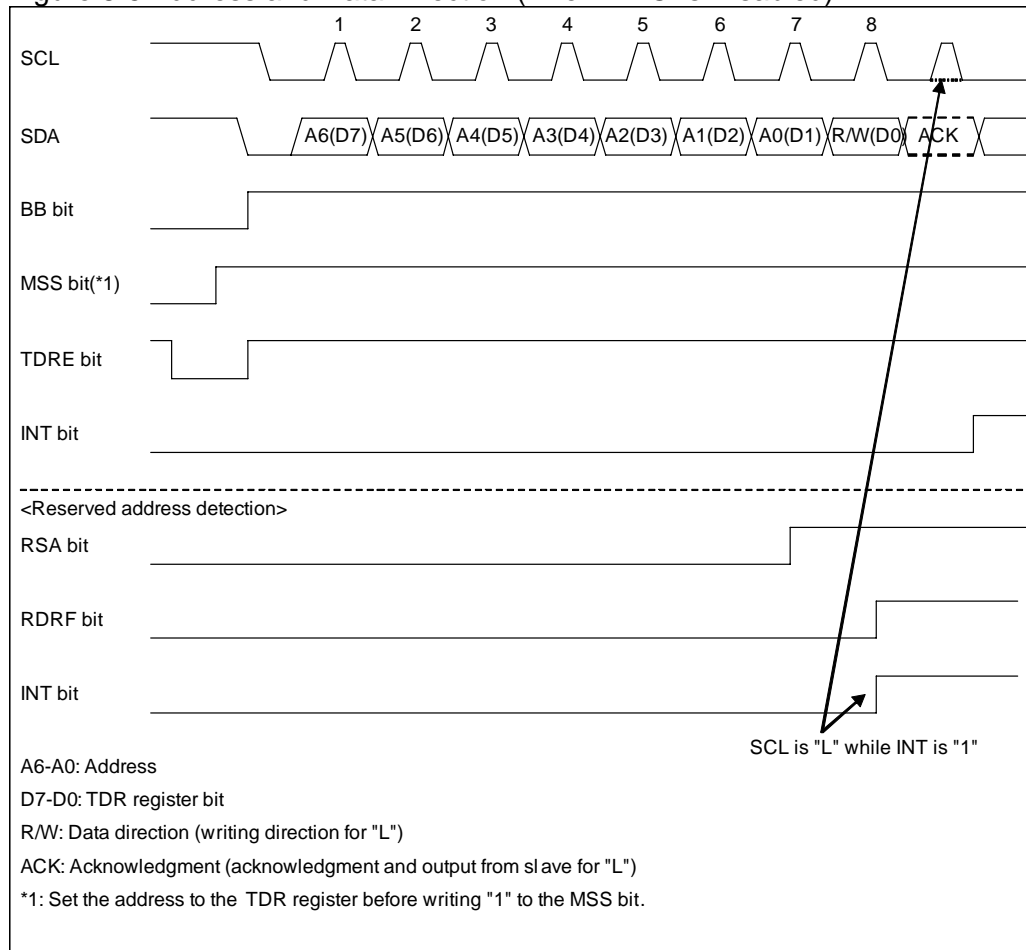 1 2 3 4 5 6 7 8
SCL
SDA A6(D7) A5(D6) A4(D5) A3(D4) A2(D3) A1(D2) A0(D1) R/W(D0) ACK
BB bit
MSS bit(*1)
TDRE bit
INT bit
<Reserved address detection>
RSA bit
RDRF bit
INT bit
SCL is "L" while INT is "1"
A6-A0: Address
D7-D0: TDR register bit
R/W: Data direction (writing direction for "L")
ACK: Acknowledgment (acknowledgment and output from slave for "L")
*1: Set the address to the TDR register before writing "1" to the MSS bit.